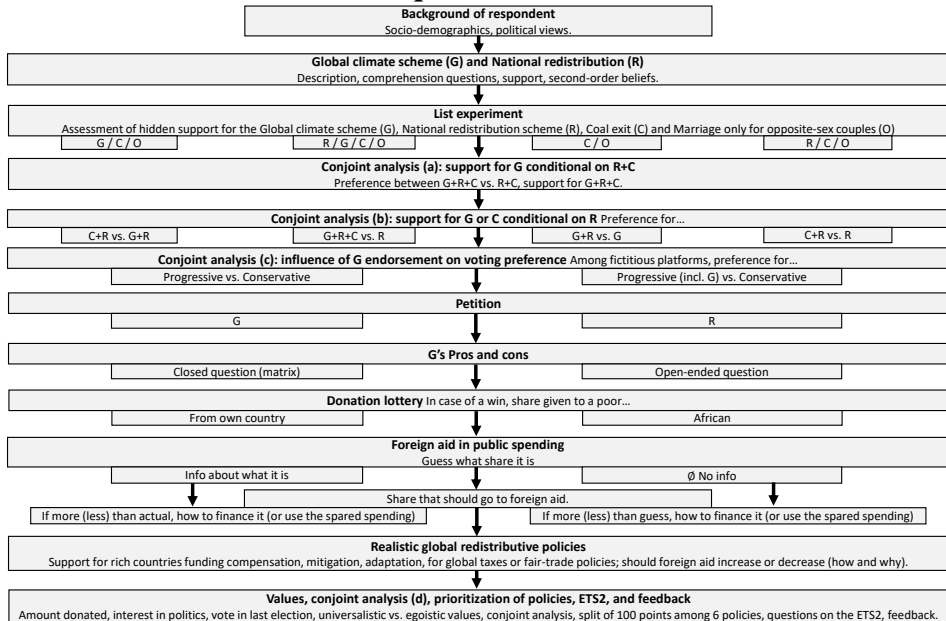 Background of respondent
Socio-demographics, political views.
Global climate scheme (G) and National redistribution (R)
Description, comprehension questions, support, second-order beliefs.
List experiment
Assessment of hidden support for the Global climate scheme (G), National redistribution scheme (R), Coal exit (C) and Marriage only for opposite-sex couples (O)
G / C / O
R / G / C / O
C / O
R / C / O
Conjoint analysis (a): support for G conditional on R+C
Preference between G+R+C vs. R+C, support for G+R+C.
Conjoint analysis (b): support for G or C conditional on R Preference for…
C+R vs. G+R
G+R+C vs. R
G+R vs. G
C+R vs. R
Conjoint analysis (c): influence of G endorsement on voting preference Among fictitious platforms, preference for…
Progressive vs. Conservative
Progressive (incl. G) vs. Conservative
Petition
G
R
G's Pros and cons
Closed question (matrix)
Open-ended question
Donation lottery In case of a win, share given to a poor…
From own country
African
Foreign aid in public spending
Guess what share it is
Info about what it is
Ø No info
Share that should go to foreign aid.
If more (less) than actual, how to finance it (or use the spared spending)
If more (less) than guess, how to finance it (or use the spared spending)
Realistic global redistributive policies
Support for rich countries funding compensation, mitigation, adaptation, for global taxes or fair-trade policies; should foreign aid increase or decrease (how and why).
Values, conjoint analysis (d), prioritization of policies, ETS2, and feedback
Amount donated, interest in politics, vote in last election, universalistic vs. egoistic values, conjoint analysis, split of 100 points among 6 policies, questions on the ETS2, feedback.